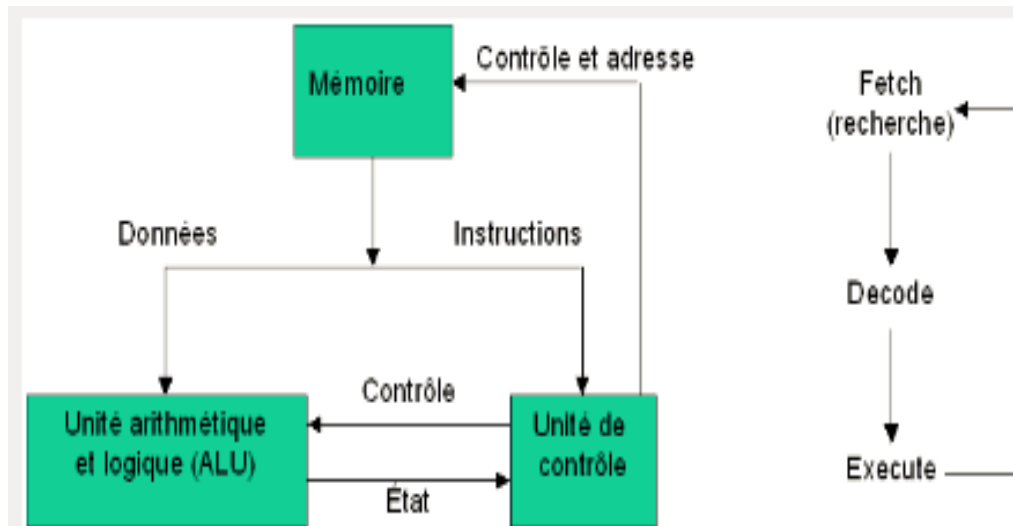 Contrôle et adresse
Mémoire
Fetch
(recherche)
Données
Instructions
Decode
Contrôle
Unité arithmétique
et logique (ALU)
Unité de
contrôle
Execute
État